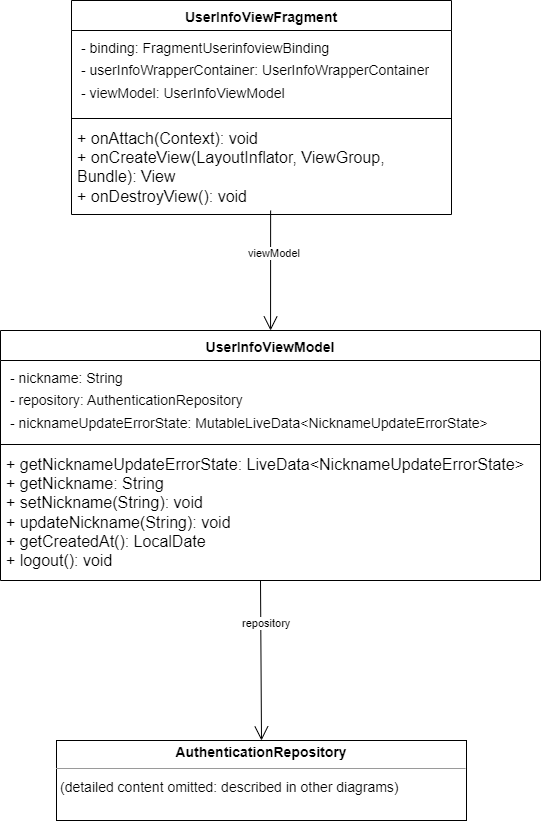 UserInfoViewFragment
- binding: FragmentUserinfoviewBinding
- userInfoWrapperContainer: UserInfoWrapperContainer
- viewModel: UserInfoViewModel
+ onAttach(Context): void
+ onCreateView(LayoutInflator, ViewGroup,
Bundle): View
+ onDestroyView(): void
viewModel
UserInfoViewModel
- nickname: String
- repository: AuthenticationRepository
- nicknameUpdateErrorState: MutableLiveData<NicknameUpdateErrorState>
+ getNicknameUpdateErrorState: LiveData<NicknameUpdateErrorState>
+ getNickname: String
+ setNickname(String): void
+ updateNickname(String): void
+ getCreatedAt(): LocalDate
+ logout(): void
repository
AuthenticationRepository
(detailed content omitted: described in other diagrams)